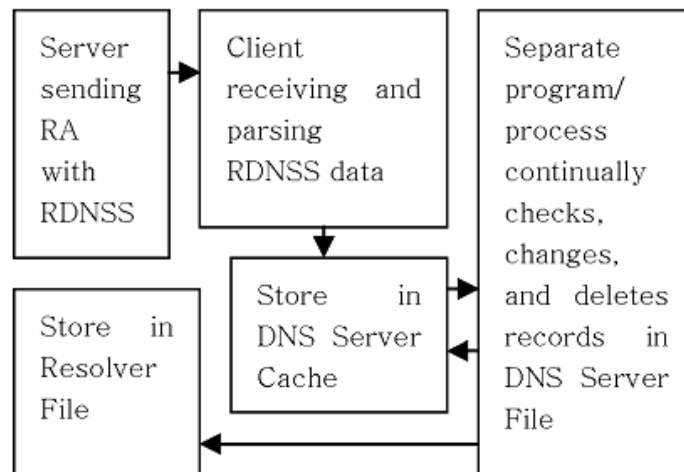 Server
sending
RA
with
RDNSS
Client
receiving and
parsing
RDNSS data
Separate
program/
process
continually
checks,
changes,
and deletes
records in
DNS Server
File
Store in
DNS Server
Cache
Store in
Resolver
File